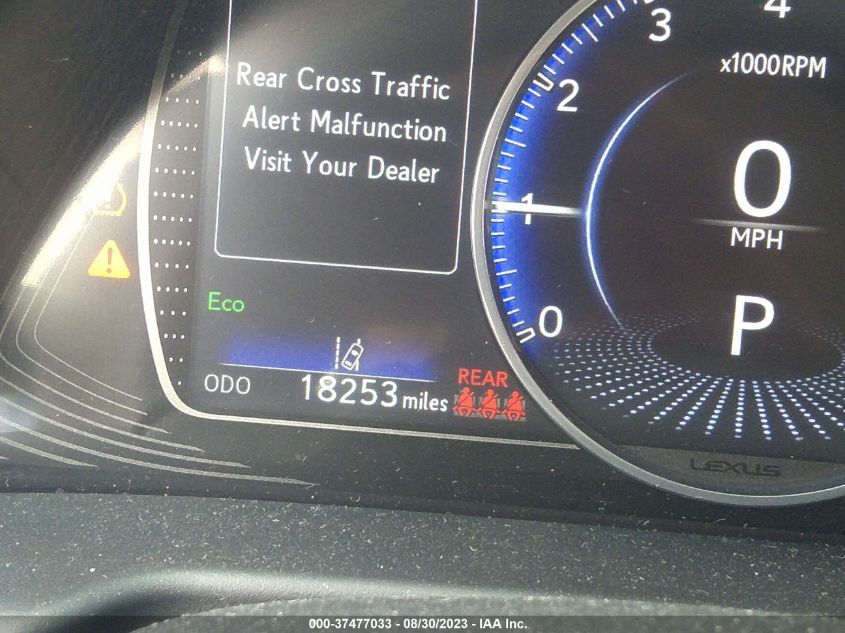 Rear Cross Traffic
Alert Malfunction
Visit Your Dealer
Eco
ODO 18253 miles
REAR
0
1
2
3
4
x1000RPM
0
MPH
P
LEXUS
000-37477033 - 08/30/2023 - IAA Inc.